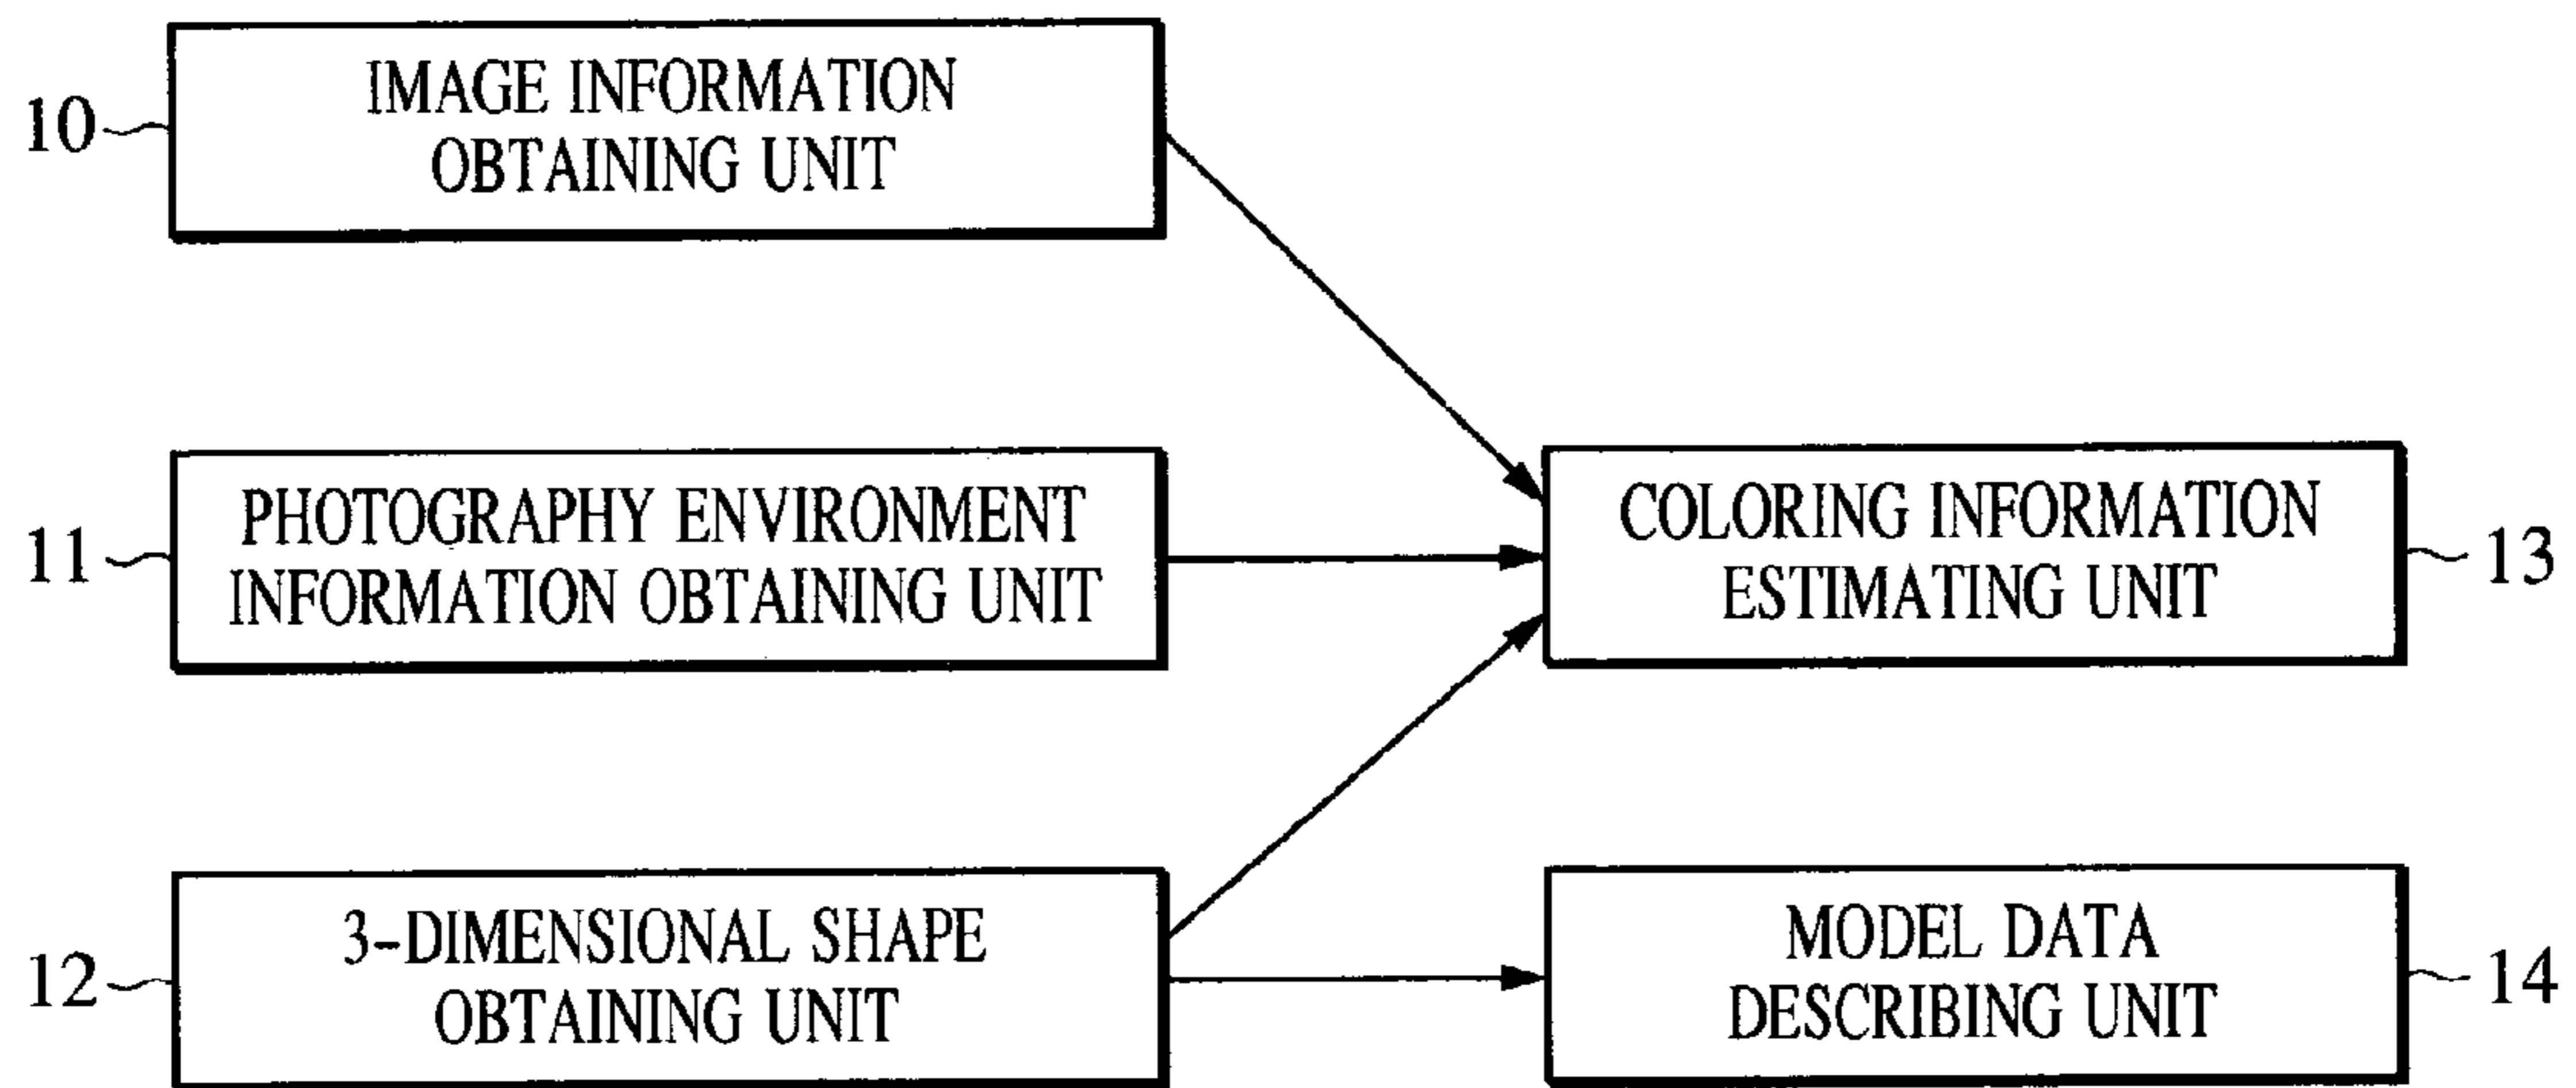 10
IMAGE INFORMATION
OBTAINING UNIT
11
PHOTOGRAPHY ENVIRONMENT
INFORMATION OBTAINING UNIT
COLORING INFORMATION
ESTIMATING UNIT
13
12
3-DIMENSIONAL SHAPE
OBTAINING UNIT
MODEL DATA
DESCRIBING UNIT
14